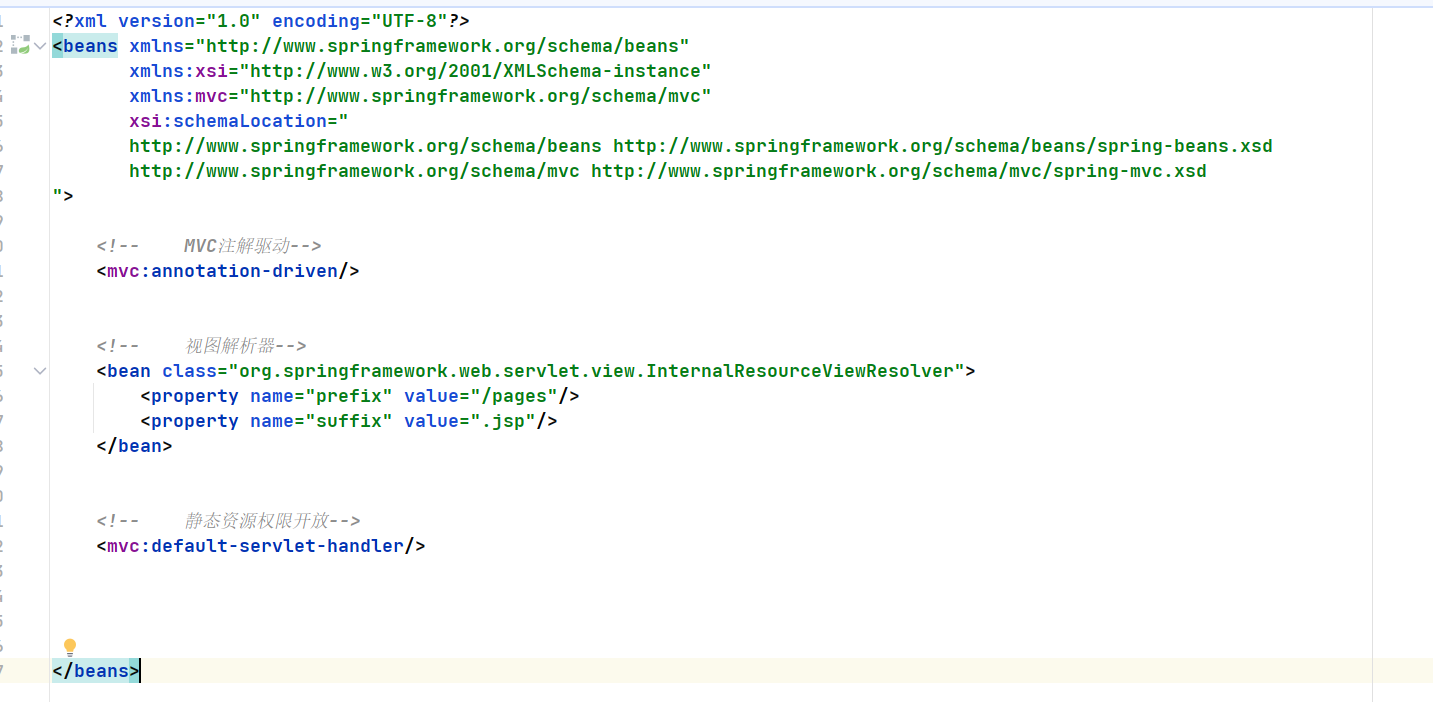 <?xml version="1.0" encoding="UTF-8"?>
<beans xmlns="http://www.springframework.org/schema/beans"
       xmlns:xsi="http://www.w3.org/2001/XMLSchema-instance"
       xmlns:mvc="http://www.springframework.org/schema/mvc"
       xsi:schemaLocation="
       http://www.springframework.org/schema/beans http://www.springframework.org/schema/beans/spring-beans.xsd
       http://www.springframework.org/schema/mvc http://www.springframework.org/schema/mvc/spring-mvc.xsd
">
    <!--    MVC注解驱动-->
    <mvc:annotation-driven/>
    <!--    视图解析器-->
    <bean class="org.springframework.web.servlet.view.InternalResourceViewResolver">
        <property name="prefix" value="/pages"/>
        <property name="suffix" value=".jsp"/>
    </bean>
    <!--    静态资源权限开放-->
    <mvc:default-servlet-handler/>
</beans>